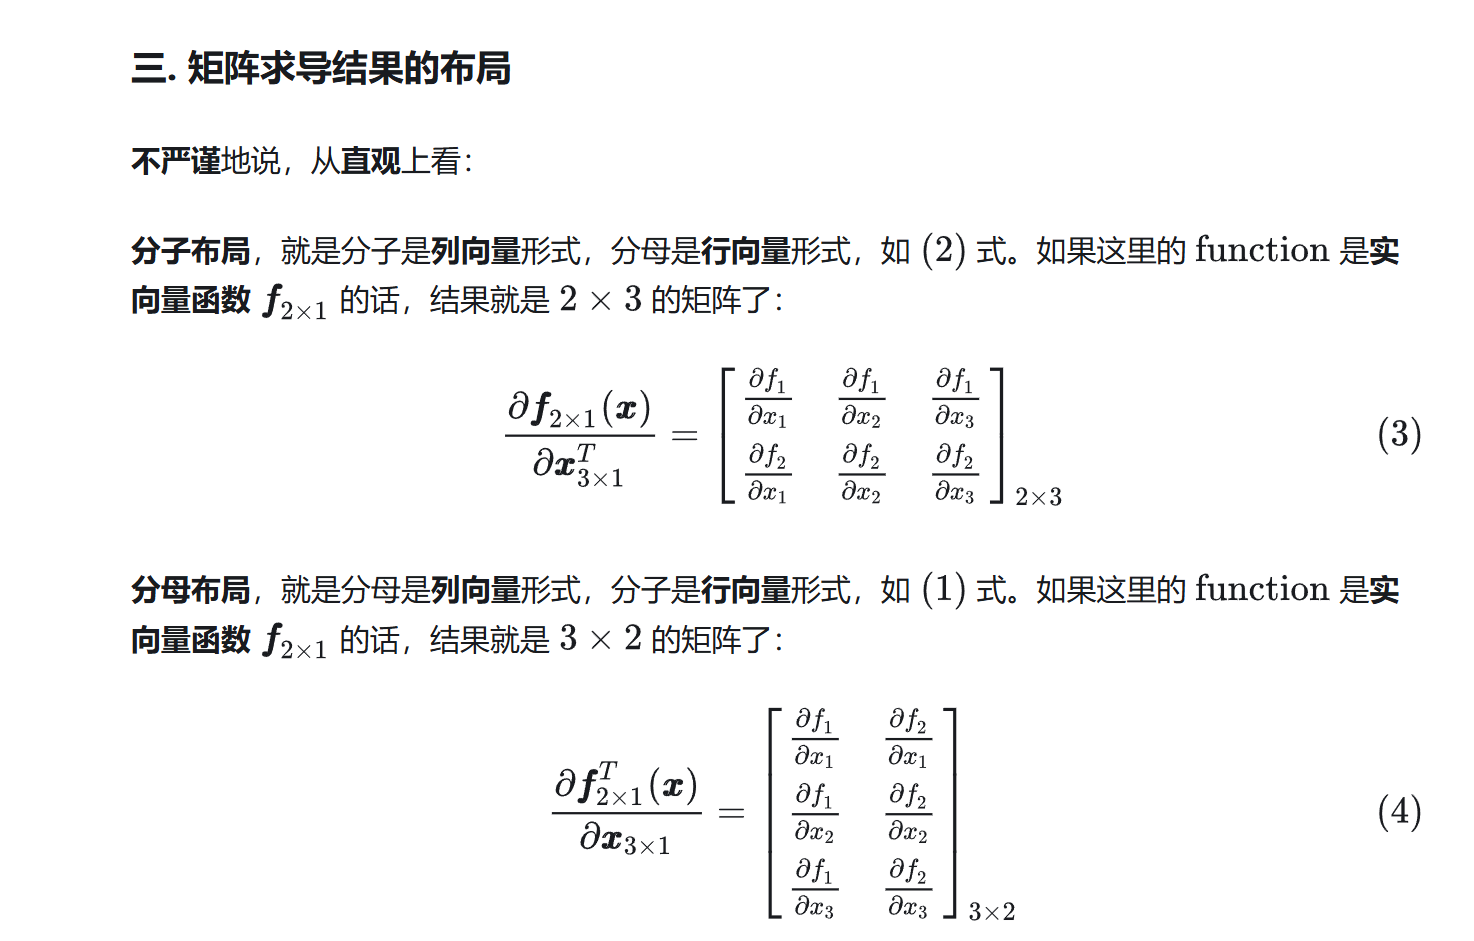 三. 矩阵求导结果的布局
不严谨地说，从直观上看：
分子布局，就是分子是列向量形式，分母是行向量形式，如 (2) 式。如果这里的 function 是实
向量函数 $\boldsymbol{f}_{2\times1}$ 的话，结果就是 2 × 3 的矩阵了：
$\frac{\partial \boldsymbol{f}_{2\times1}(\boldsymbol{x})}{\partial \boldsymbol{x}_{3\times1}^{T}} = \begin{bmatrix} \frac{\partial f_1}{\partial x_1} & \frac{\partial f_1}{\partial x_2} & \frac{\partial f_1}{\partial x_3} \\ \frac{\partial f_2}{\partial x_1} & \frac{\partial f_2}{\partial x_2} & \frac{\partial f_2}{\partial x_3} \end{bmatrix}_{2\times3}$ (3)
分母布局，就是分母是列向量形式，分子是行向量形式，如 (1) 式。如果这里的 function 是实
向量函数 $\boldsymbol{f}_{2\times1}$ 的话，结果就是 3 × 2 的矩阵了：
$\frac{\partial \boldsymbol{f}_{2\times1}^{T}(\boldsymbol{x})}{\partial \boldsymbol{x}_{3\times1}} = \begin{bmatrix} \frac{\partial f_1}{\partial x_1} & \frac{\partial f_2}{\partial x_1} \\ \frac{\partial f_1}{\partial x_2} & \frac{\partial f_2}{\partial x_2} \\ \frac{\partial f_1}{\partial x_3} & \frac{\partial f_2}{\partial x_3} \end{bmatrix}_{3\times2}$ (4)